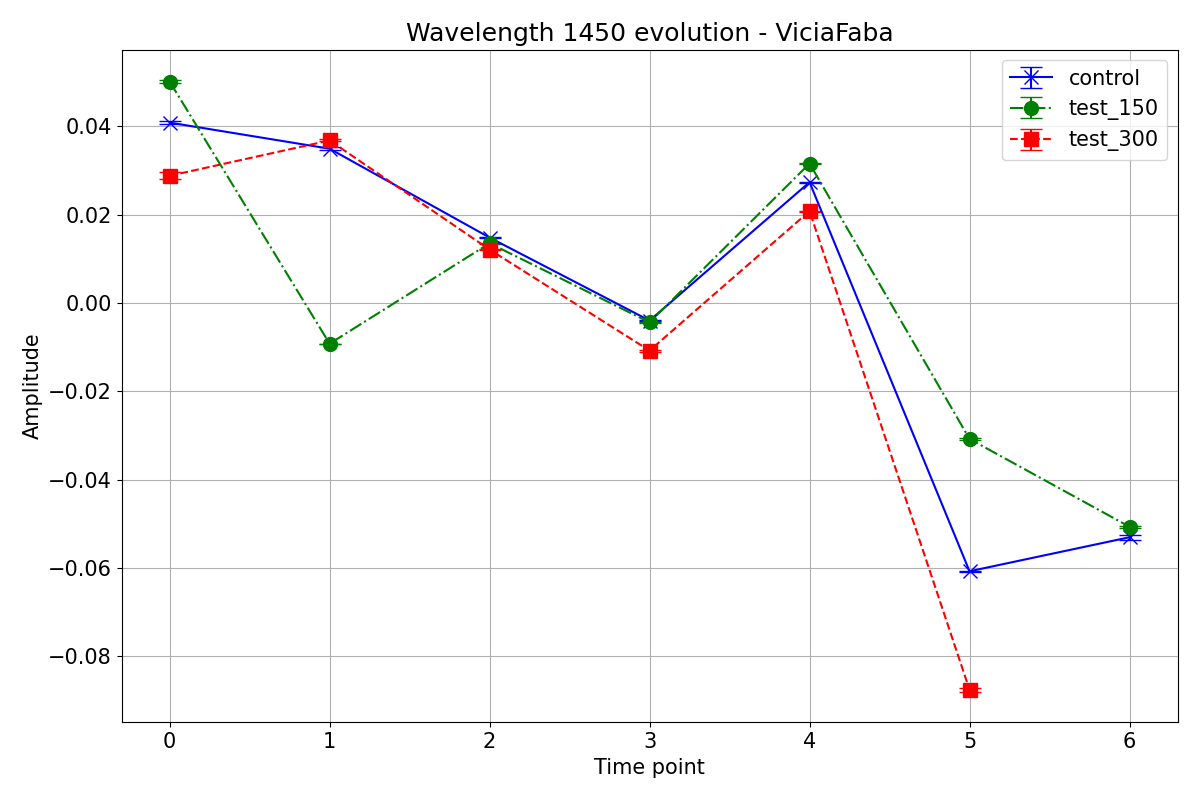 Wavelength 1450 evolution - ViciaFaba
control
test_150
test_300
Amplitude
0.04
0.02
0.00
−0.02
−0.04
−0.06
−0.08
0 1 2 3 4 5 6
Time point